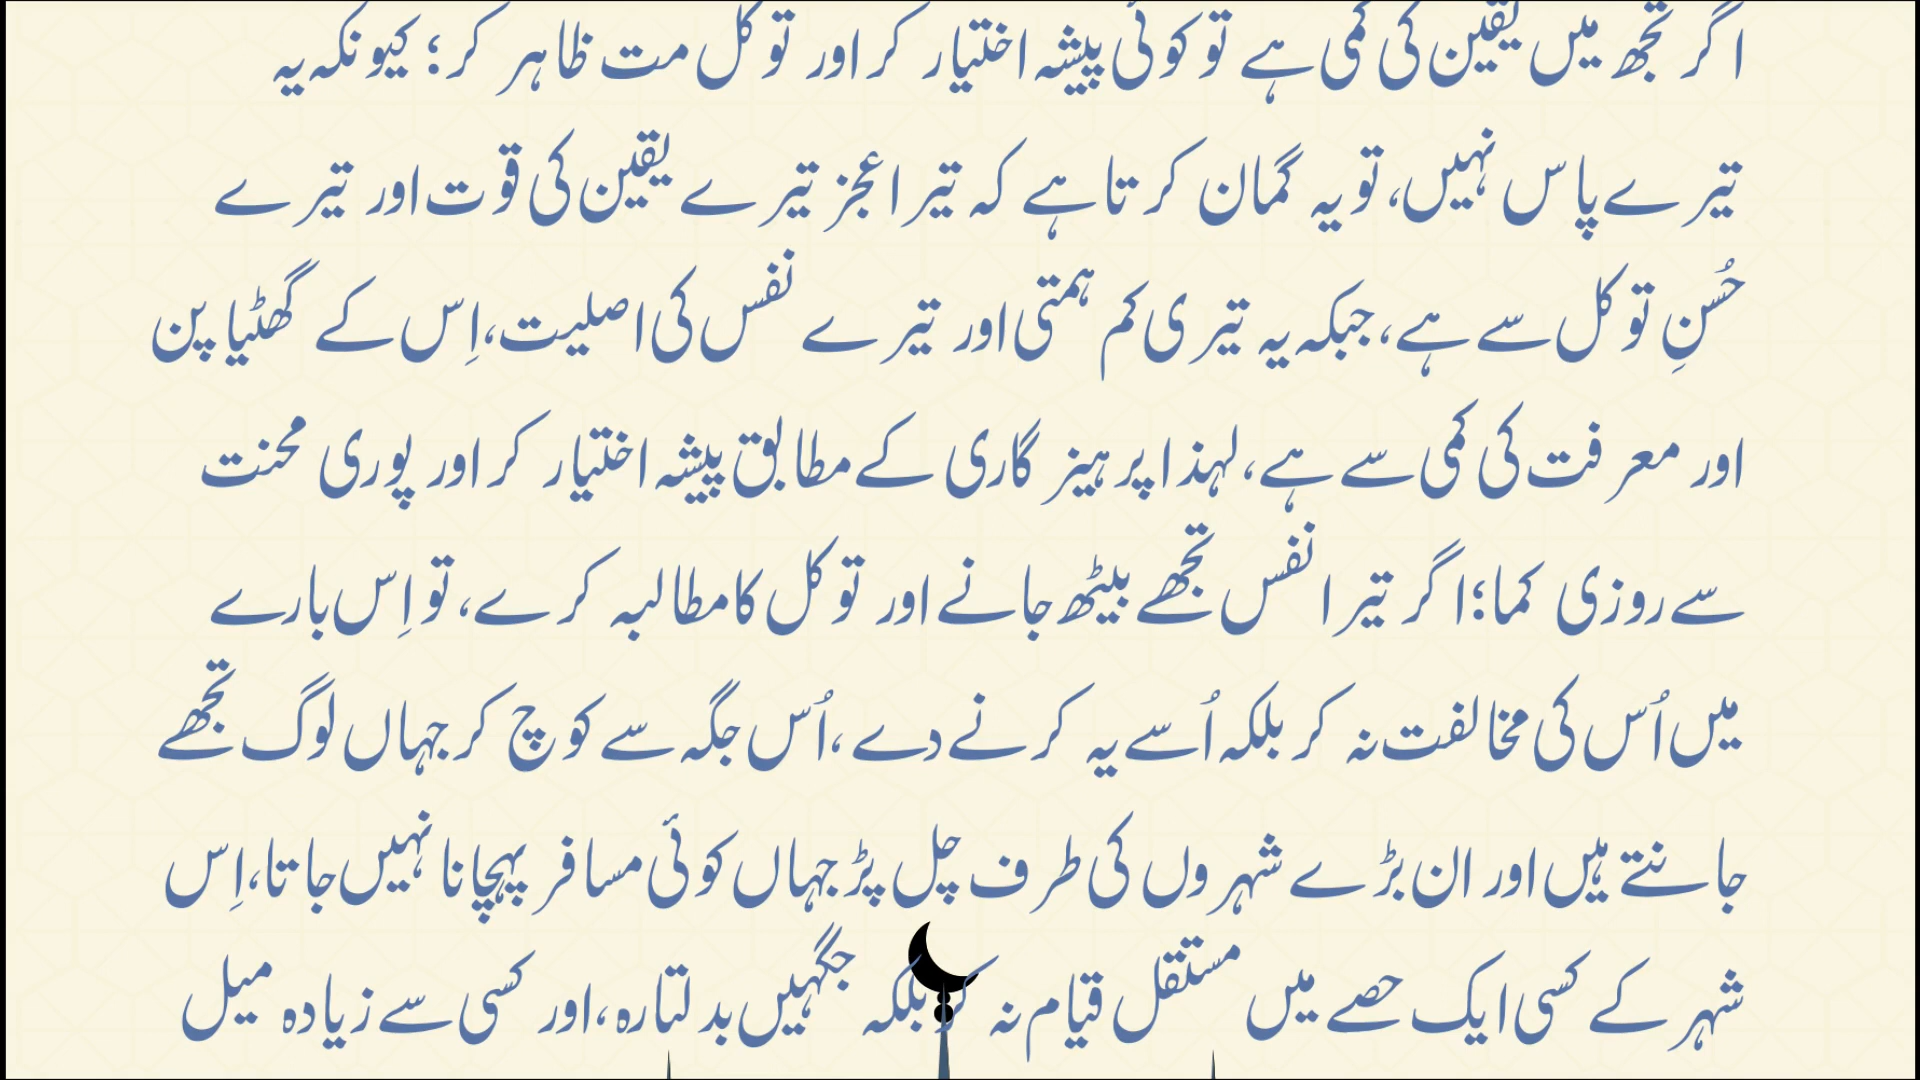 اگر تجھ میں یقین کی کمی ہے تو کوئی پیشہ اختیار کر اور توکل مت ظاہر کر؛ کیونکہ یہ
تیرے پاس نہیں، تو یہ گمان کرتا ہے کہ تیرا عجز تیرے یقین کی قوت اور تیرے
حُسنِ توکل سے ہے، جبکہ یہ تیری کم ہمتی اور تیرے نفس کی اصلیت، اِس کے گھٹیا پن
اور معرفت کی کمی سے ہے، لہذا پرہیز گاری کے مطابق پیشہ اختیار کر اور پوری محنت
سے روزی کما؛ اگر تیرا نفس تجھے بیٹھ جانے اور توکل کا مطالبہ کرے، تو اِس بارے
میں اُس کی مخالفت نہ کر بلکہ اُسے یہ کرنے دے، اُس جگہ سے کوچ کر جہاں لوگ تجھے
جانتے ہیں اور ان بڑے شہروں کی طرف چل پڑ جہاں کوئی مسافر پہچانا نہیں جاتا، اِس
شہر کے کسی ایک حصے میں مستقل قیام نہ کر بلکہ جگہیں بدلتا رہ، اور کسی سے زیادہ میل